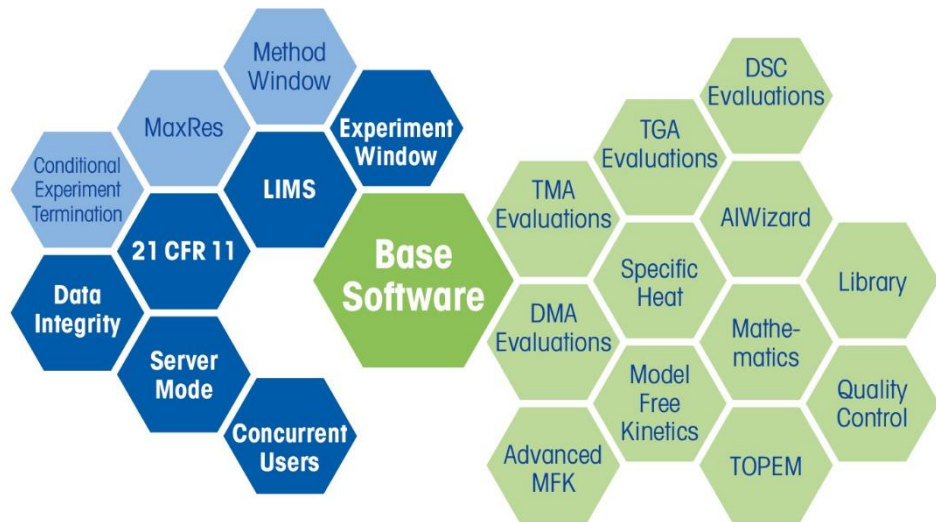 Method
Window
MaxRes
Experiment
Window
Conditional
Experiment
Termination
LIMS
21 CFR 11
Data
Integrity
Server
Mode
Concurrent
Users
Base
Software
DSC
Evaluations
TGA
Evaluations
TMA
Evaluations
AIWizard
Specific
Heat
Library
DMA
Evaluations
Mathe-
matics
Model
Free
Kinetics
Quality
Control
Advanced
MFK
TOPEM